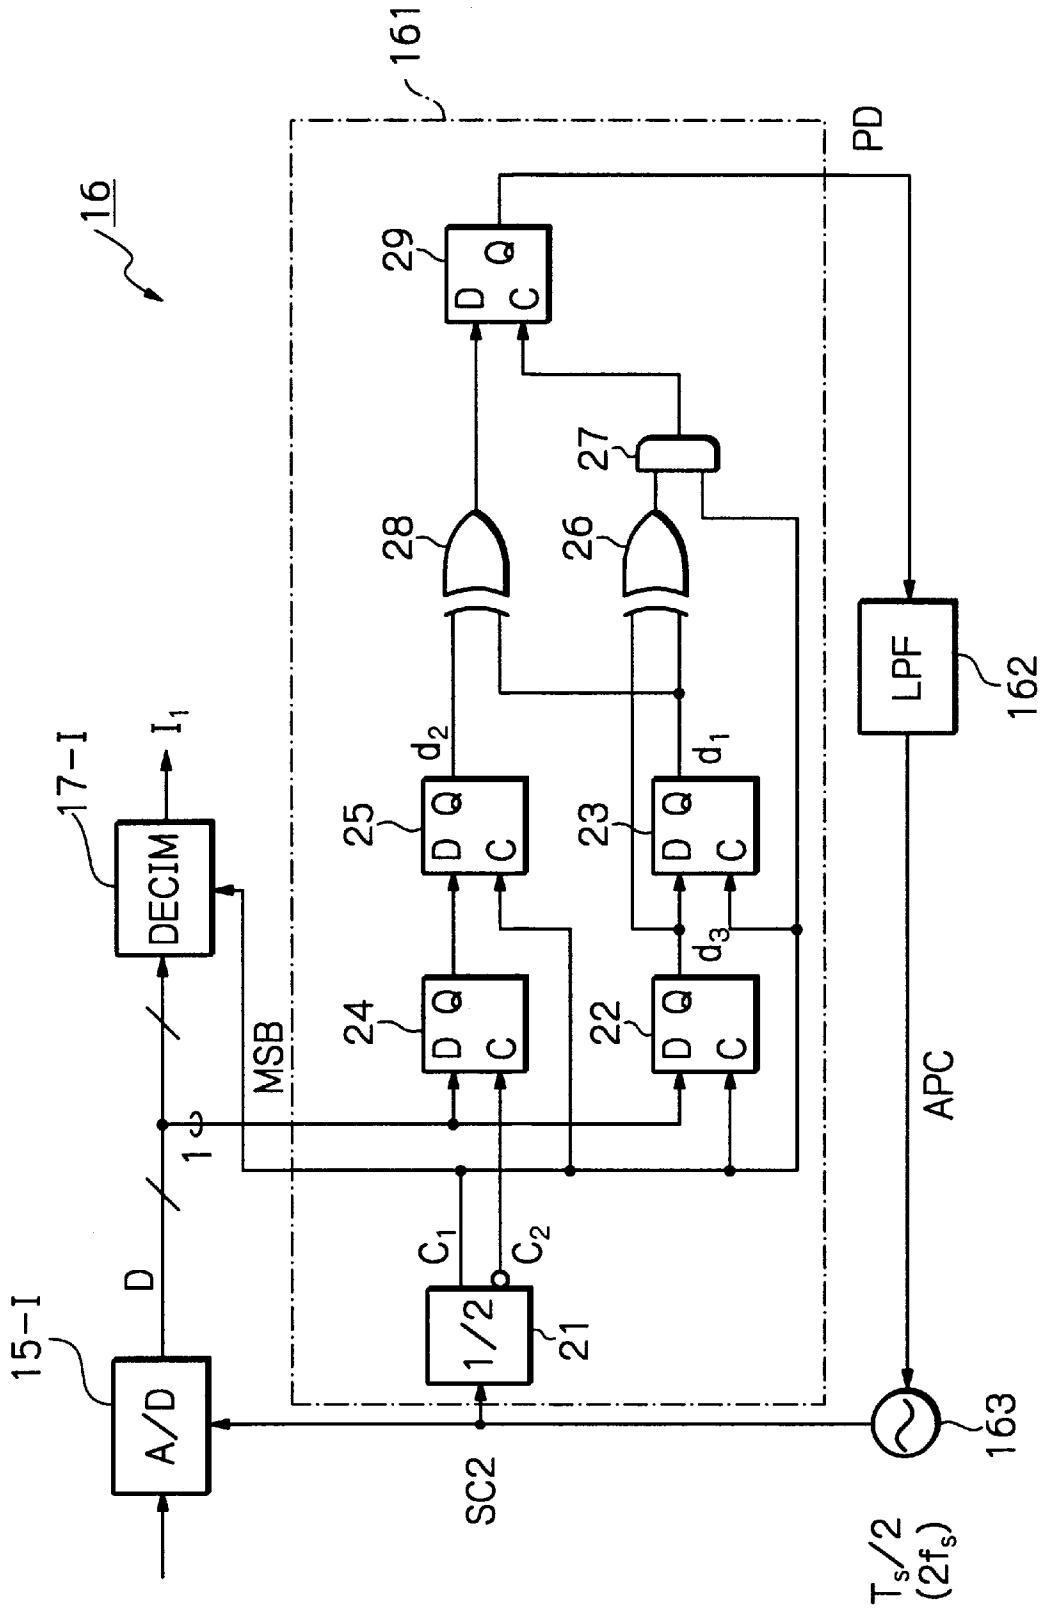 16
15-I
A/D
D
1
MSB
17-I
DECIM
I₁
161
SC2
21
1/2
C₁
C₂
24
D Q
C
25
D Q
C
d₂
28
29
D Q
C
22
D Q
C
d₃
23
D Q
C
d₁
26
27
PD
LPF
162
APC
163
Tₛ/2
(2fₛ)